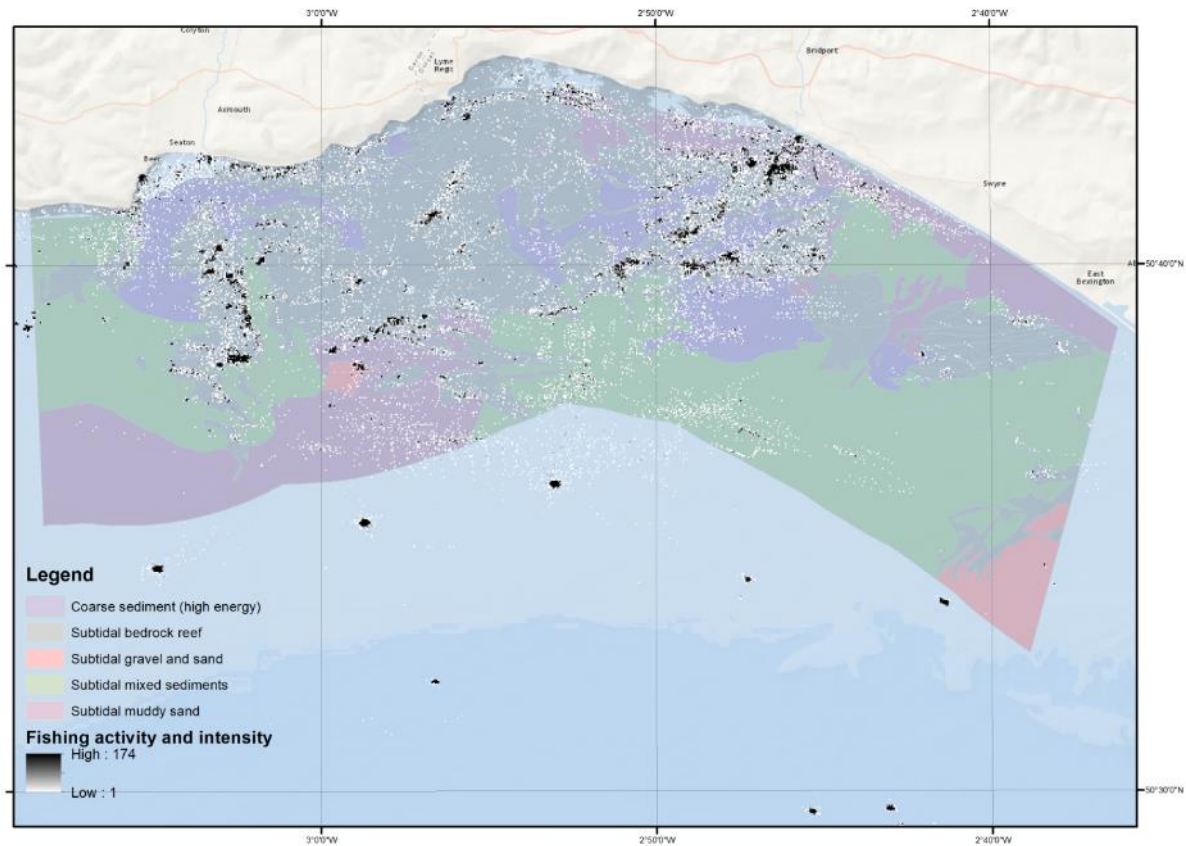 3°0'0"W 2°50'0"W 2°40'0"W
Colyton
Lyme
Regis
Bridport
Axmouth
Seaton
Swyre
50°40'0"N
East
Bexington
Legend
Coarse sediment (high energy)
Subtidal bedrock reef
Subtidal gravel and sand
Subtidal mixed sediments
Subtidal muddy sand
Fishing activity and intensity
High : 174
Low : 1
50°30'0"N
3°0'0"W 2°50'0"W 2°40'0"W